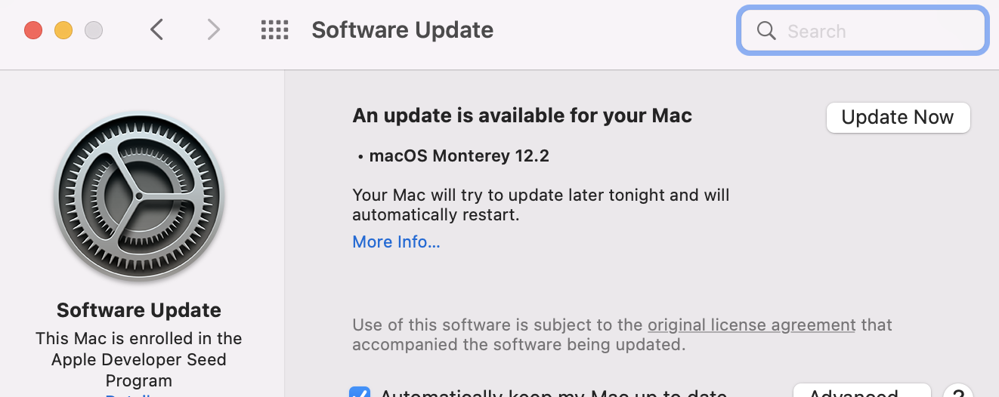 Software Update
Search
An update is available for your Mac
Update Now
• macOS Monterey 12.2
Your Mac will try to update later tonight and will
automatically restart.
More Info...
Software Update
This Mac is enrolled in the
Apple Developer Seed
Program
Use of this software is subject to the original license agreement that
accompanied the software being updated.
Automatically keep my Mac up to date
Advanced
?